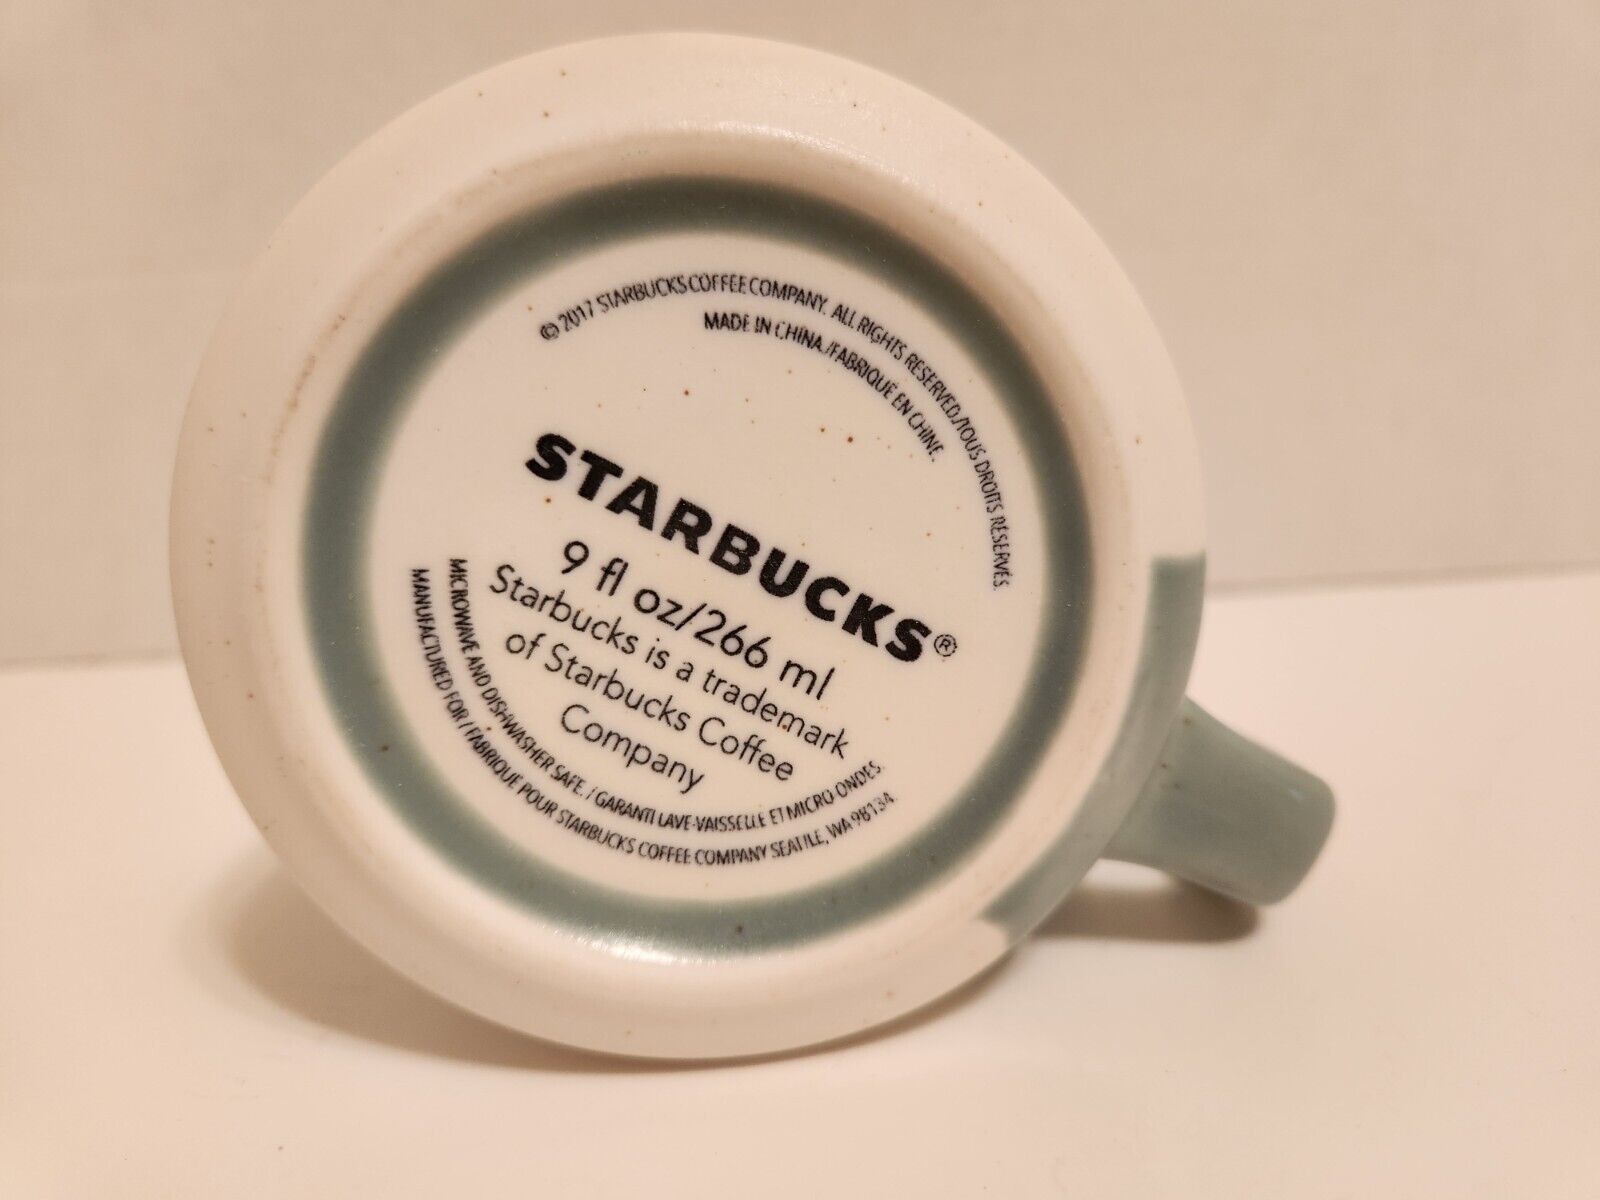 © 2017 STARBUCKS COFFEE COMPANY. ALL RIGHTS RESERVED./TOUS DROITS RÉSERVÉS.
MADE IN CHINA./FABRIQUÉ EN CHINE.
STARBUCKS®
9 fl oz/266 ml
Starbucks is a trademark
of Starbucks Coffee
Company
MICROWAVE AND DISHWASHER SAFE. / GARANTI LAVE-VAISSELLE ET MICRO-ONDES.
MANUFACTURED FOR / FABRIQUÉ POUR STARBUCKS COFFEE COMPANY SEATTLE, WA 98134.